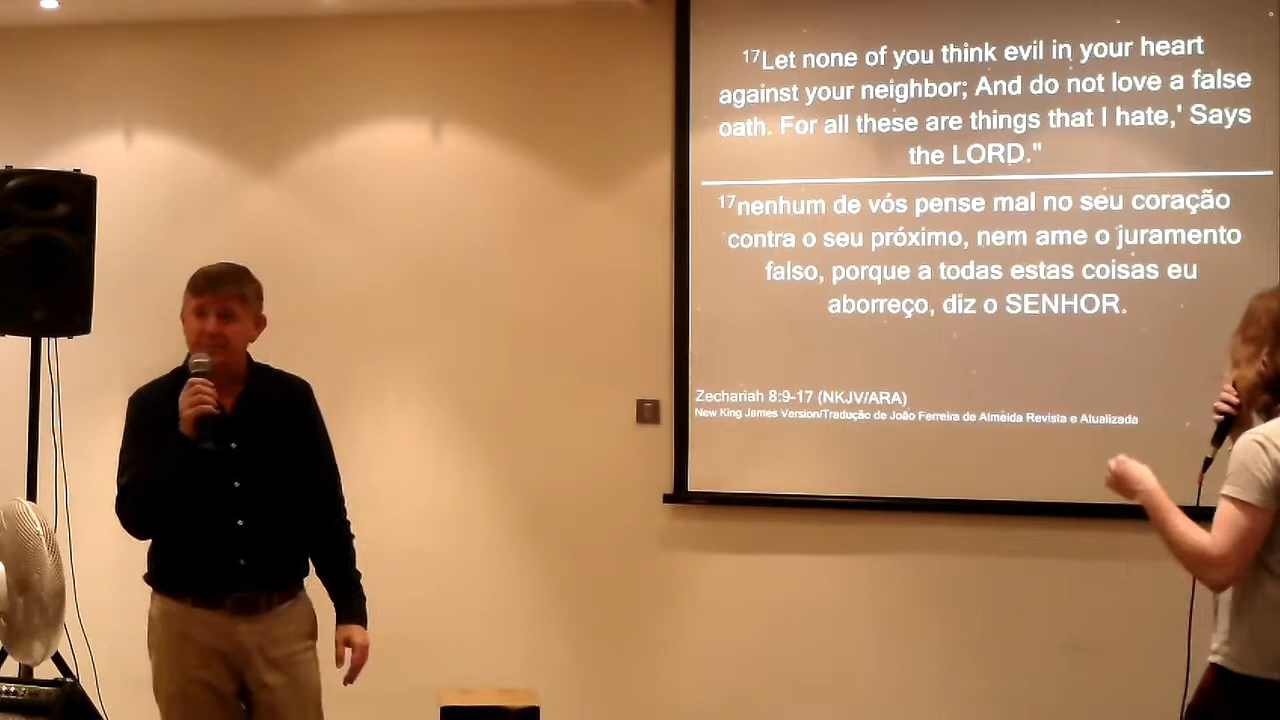 ¹⁷Let none of you think evil in your heart
against your neighbor; And do not love a false
oath. For all these are things that I hate,' Says
the LORD."
¹⁷nenhum de vós pense mal no seu coração
contra o seu próximo, nem ame o juramento
falso, porque a todas estas coisas eu
aborreço, diz o SENHOR.
Zechariah 8:9-17 (NKJV/ARA)
New King James Version/Tradução de João Ferreira de Almeida Revista e Atualizada